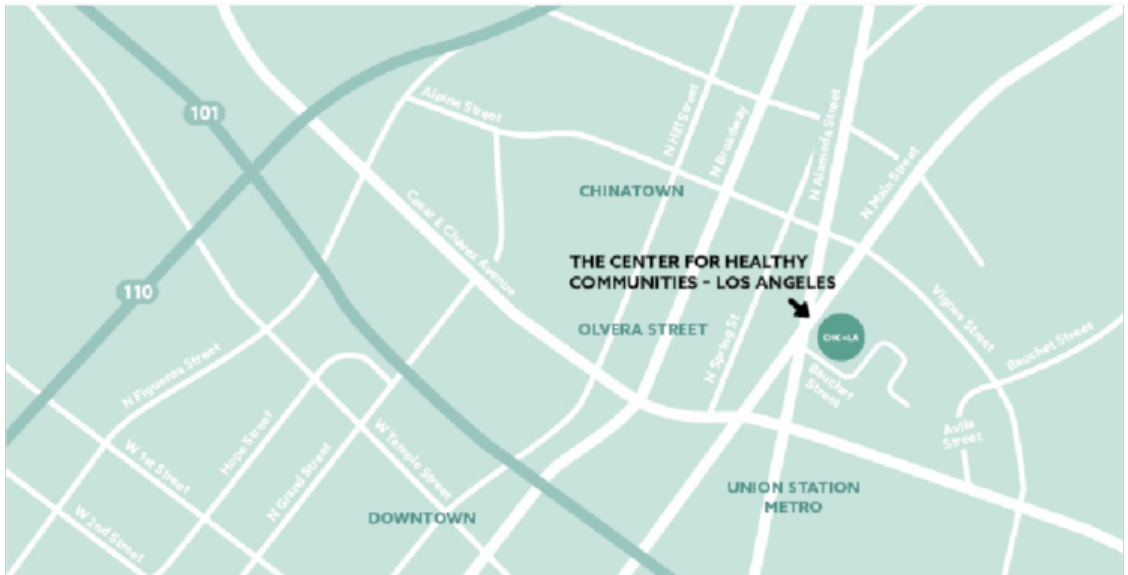 101
Alpine Street
N Hill Street
N Broadway
N Alameda Street
N Main Street
CHINATOWN
Cesar E Chavez Avenue
THE CENTER FOR HEALTHY
COMMUNITIES - LOS ANGELES
110
OLVERA STREET
N Spring St
CHC-LA
Vignes Street
Bauchet Street
Bauchet
Street
N Figueroa Street
Hope Street
W Temple Street
Avila
Street
W 1st Street
N Grand Street
UNION STATION
METRO
DOWNTOWN
W 2nd Street